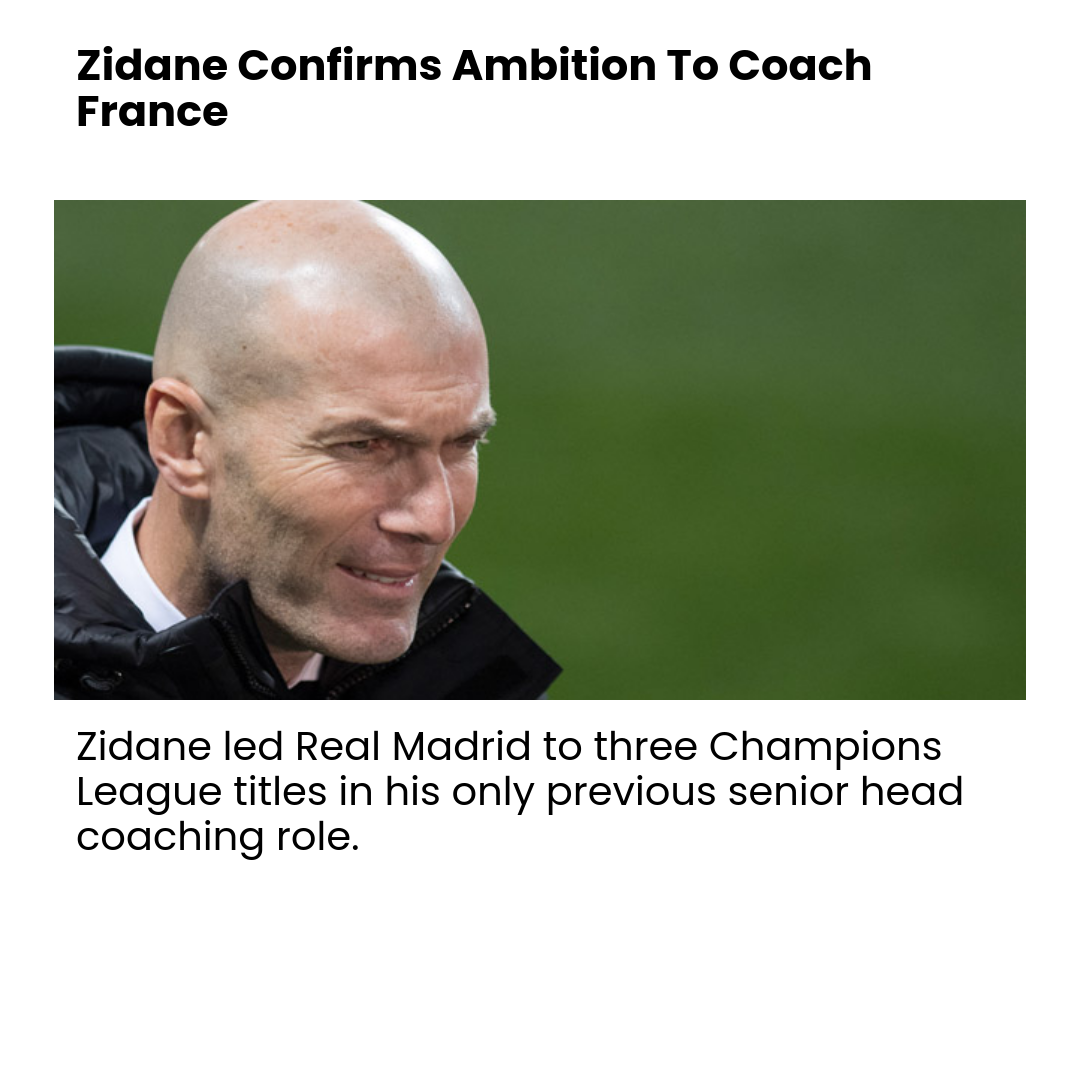 Zidane Confirms Ambition To Coach
France
Zidane led Real Madrid to three Champions
League titles in his only previous senior head
coaching role.